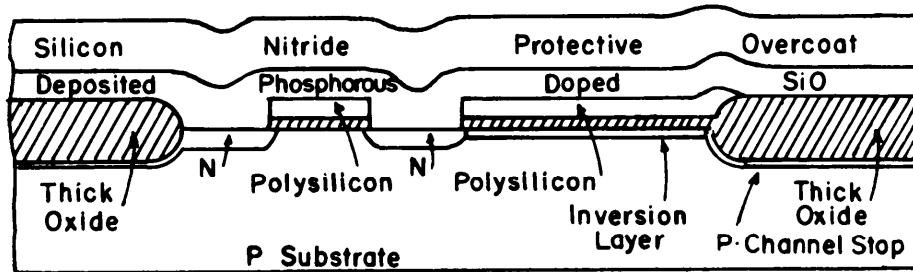 Silicon Nitride Protective Overcoat
Deposited Phosphorous Doped SiO
N N
Polysilicon Polysilicon
Thick
Oxide
Inversion
Layer
Thick
Oxide
P·Channel Stop
P Substrate